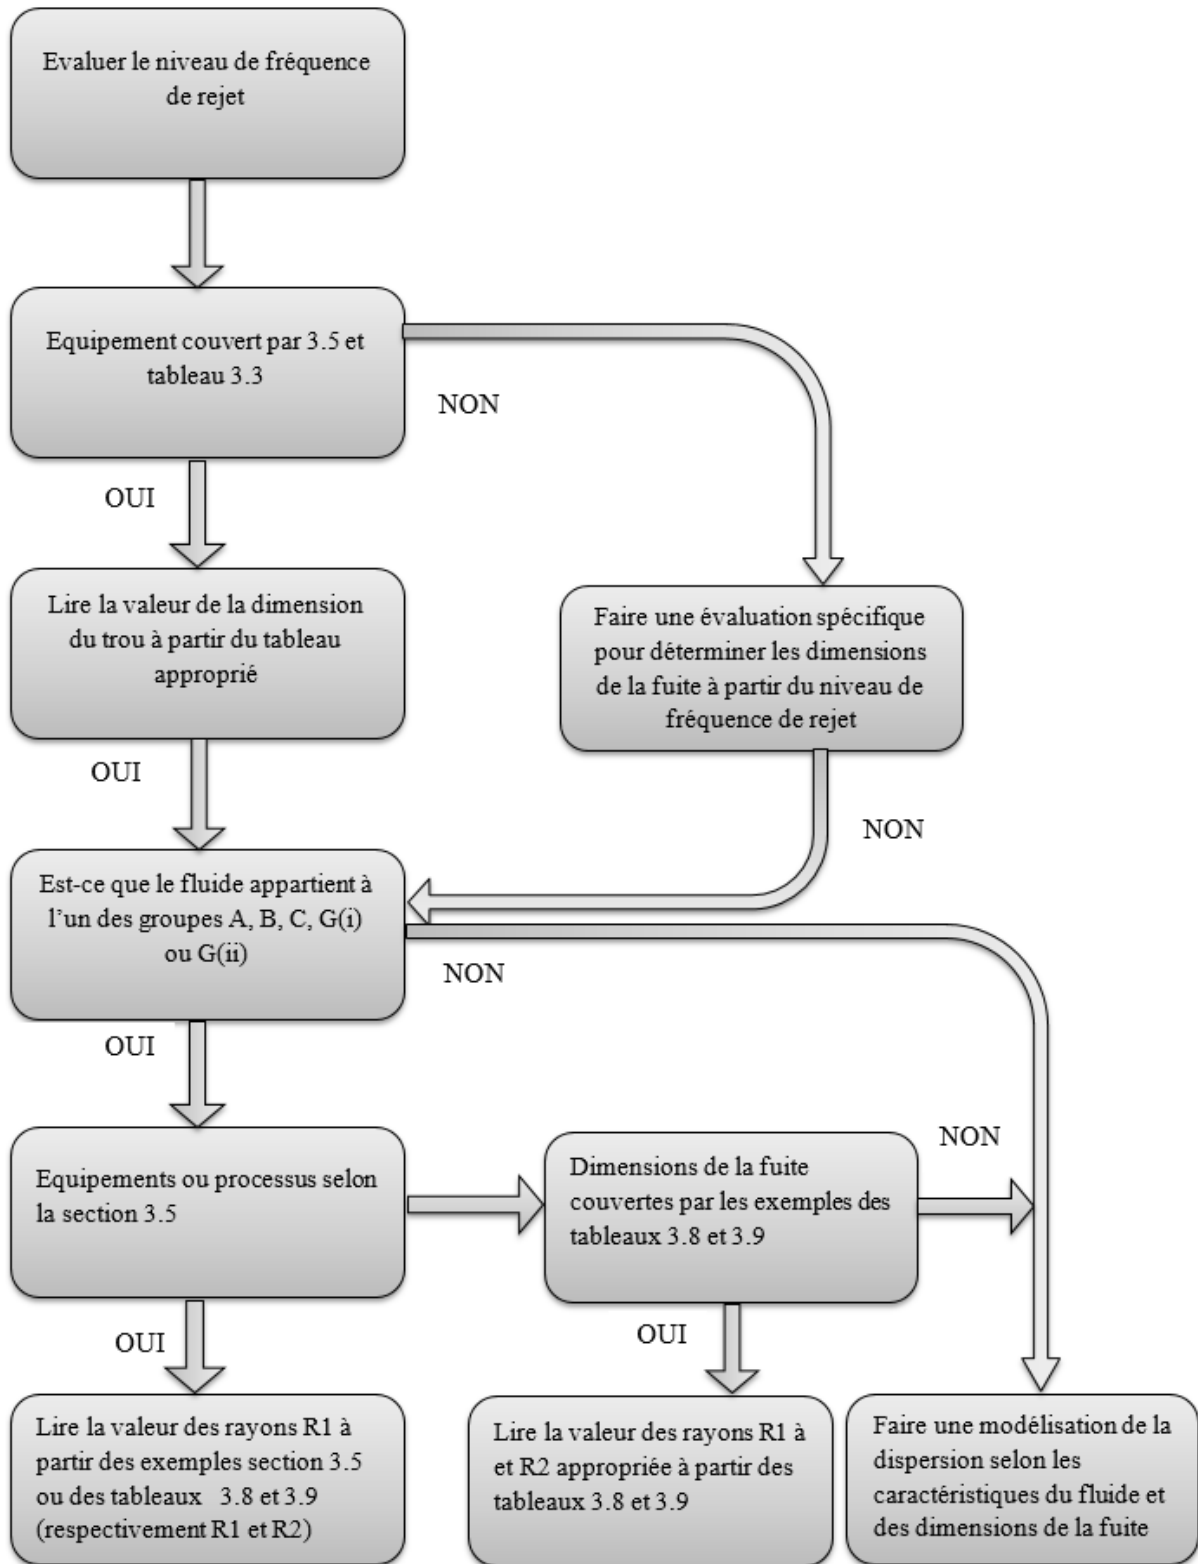 Evaluer le niveau de fréquence
de rejet
Equipement couvert par 3.5 et
tableau 3.3
NON
OUI
Lire la valeur de la dimension
du trou à partir du tableau
approprié
Faire une évaluation spécifique
pour déterminer les dimensions
de la fuite à partir du niveau de
fréquence de rejet
OUI
NON
Est-ce que le fluide appartient à
l'un des groupes A, B, C, G(i)
ou G(ii)
NON
OUI
Equipements ou processus selon
la section 3.5
Dimensions de la fuite
couvertes par les exemples des
tableaux 3.8 et 3.9
NON
OUI
OUI
Lire la valeur des rayons R1 à
partir des exemples section 3.5
ou des tableaux 3.8 et 3.9
(respectivement R1 et R2)
Lire la valeur des rayons R1 à
et R2 appropriée à partir des
tableaux 3.8 et 3.9
Faire une modélisation de la
dispersion selon les
caractéristiques du fluide et
des dimensions de la fuite